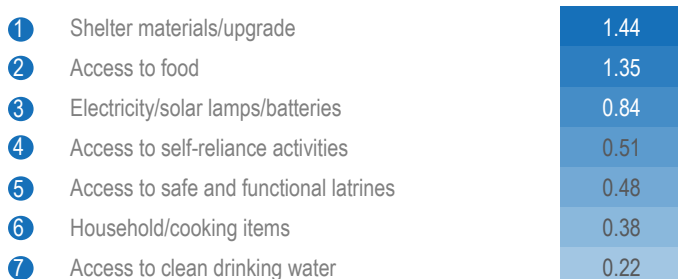 1 Shelter materials/upgrade 1.44
2 Access to food 1.35
3 Electricity/solar lamps/batteries 0.84
4 Access to self-reliance activities 0.51
5 Access to safe and functional latrines 0.48
6 Household/cooking items 0.38
7 Access to clean drinking water 0.22